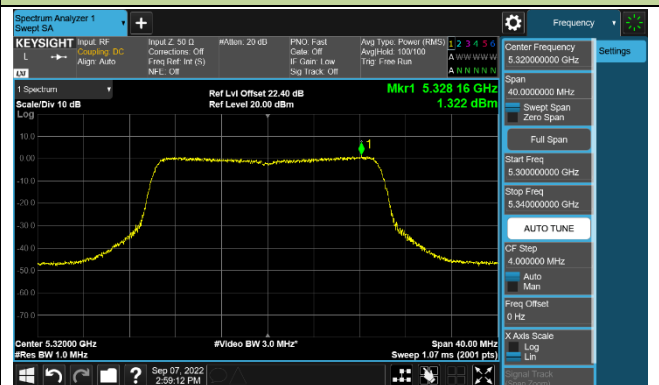 Spectrum Analyzer 1
Swept SA
+
Frequency
KEYSIGHT
L
LXI
Input: RF
Coupling: DC
Align: Auto
Input Z: 50 Ω
Corrections: Off
Freq Ref: Int (S)
NFE: Off
#Atten: 20 dB
PNO: Fast
Gate: Off
IF Gain: Low
Sig Track: Off
Avg Type: Power (RMS)
Avg|Hold: 100/100
Trig: Free Run
1 2 3 4 5 6
A W W W W W
A N N N N N
1 Spectrum
Scale/Div 10 dB
Log
Ref Lvl Offset 22.40 dB
Ref Level 20.00 dBm
Mkr1 5.328 16 GHz
1.322 dBm
10.0
0.00
-10.0
-20.0
-30.0
-40.0
-50.0
-60.0
-70.0
1
Center 5.32000 GHz
#Res BW 1.0 MHz
#Video BW 3.0 MHz*
Span 40.00 MHz
Sweep 1.07 ms (2001 pts)
?
Sep 07, 2022
2:59:12 PM
Center Frequency
5.320000000 GHz
Settings
Span
40.0000000 MHz
Swept Span
Zero Span
Full Span
Start Freq
5.300000000 GHz
Stop Freq
5.340000000 GHz
AUTO TUNE
CF Step
4.000000 MHz
Auto
Man
Freq Offset
0 Hz
X Axis Scale
Log
Lin
Signal Track
(Span Zoom)